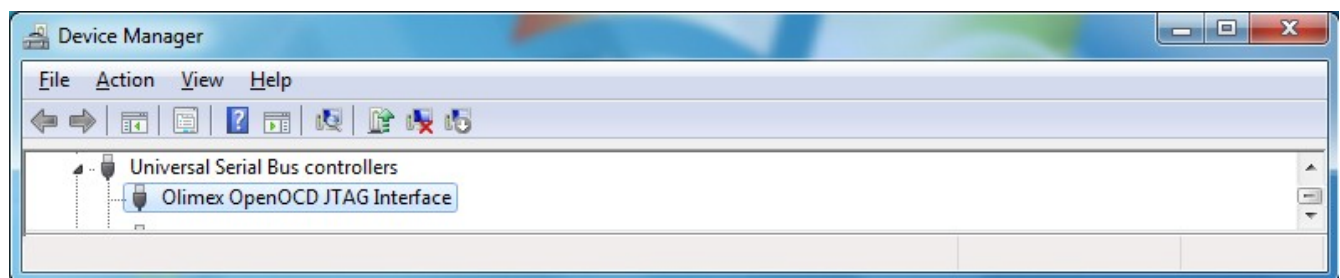 Device Manager
File Action View Help
Universal Serial Bus controllers
Olimex OpenOCD JTAG Interface